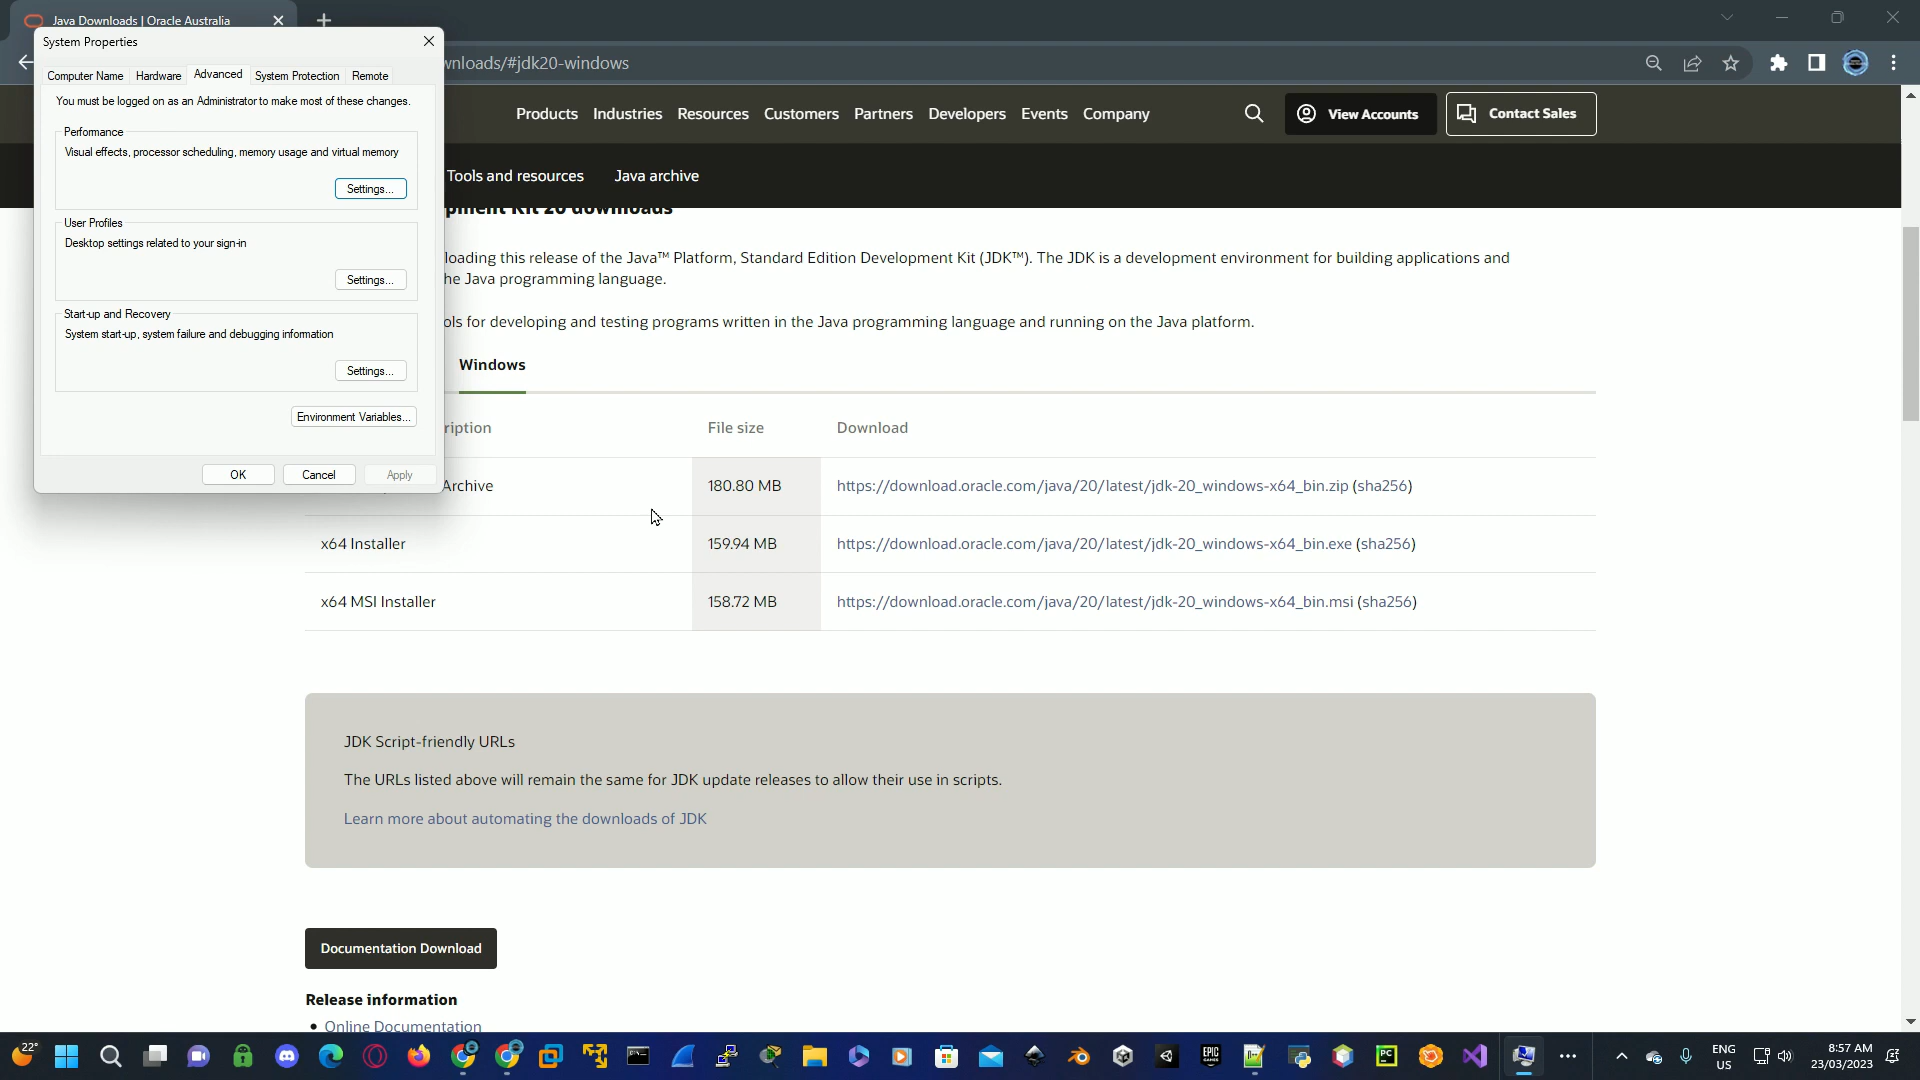 Java Downloads | Oracle Australia
System Properties
wnloads/#jdk20-windows
Computer Name Hardware Advanced System Protection Remote
You must be logged on as an Administrator to make most of these changes.
Performance
Visual effects, processor scheduling, memory usage and virtual memory
Settings...
User Profiles
Desktop settings related to your sign-in
Settings...
Start-up and Recovery
System start-up, system failure and debugging information
Settings...
Environment Variables...
OK Cancel Apply
Products Industries Resources Customers Partners Developers Events Company
View Accounts
Contact Sales
Tools and resources Java archive
pment Kit 20 downloads
loading this release of the Java™ Platform, Standard Edition Development Kit (JDK™). The JDK is a development environment for building applications and
he Java programming language.
ols for developing and testing programs written in the Java programming language and running on the Java platform.
Windows
ription File size Download
Archive 180.80 MB https://download.oracle.com/java/20/latest/jdk-20_windows-x64_bin.zip (sha256)
x64 Installer 159.94 MB https://download.oracle.com/java/20/latest/jdk-20_windows-x64_bin.exe (sha256)
x64 MSI Installer 158.72 MB https://download.oracle.com/java/20/latest/jdk-20_windows-x64_bin.msi (sha256)
JDK Script-friendly URLs
The URLs listed above will remain the same for JDK update releases to allow their use in scripts.
Learn more about automating the downloads of JDK
Documentation Download
Release information
• Online Documentation
22°
EPIC GAMES
PC
ENG
US
8:57 AM
23/03/2023